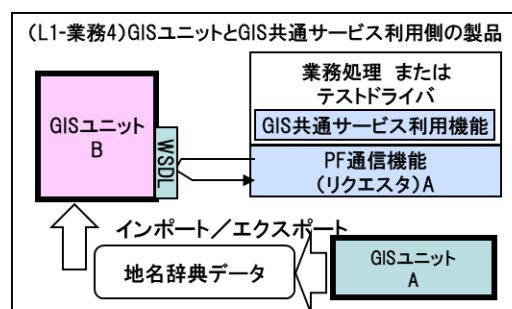 (L1-業務4)GISユニットとGIS共通サービス利用側の製品
業務処理 または
テストドライバ
GIS共通サービス利用機能
GISユニット
B
WSDL
PF通信機能
(リクエスタ)A
インポート/エクスポート
地名辞典データ
GISユニット
A